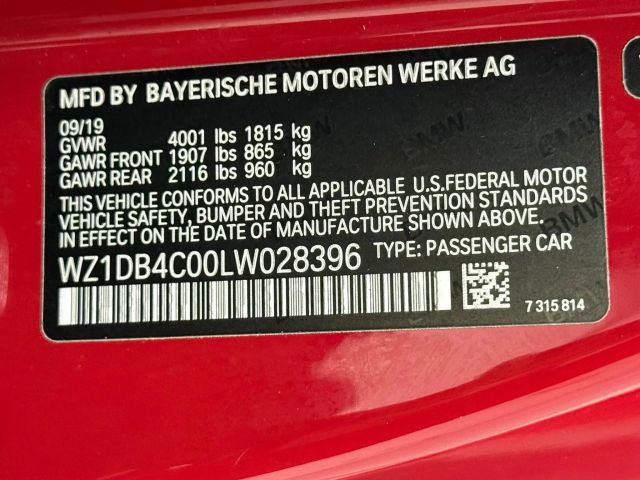 MFD BY BAYERISCHE MOTOREN WERKE AG
09/19
GVWR 4001 lbs 1815 kg
GAWR FRONT 1907 lbs 865 kg
GAWR REAR 2116 lbs 960 kg
THIS VEHICLE CONFORMS TO ALL APPLICABLE U.S.FEDERAL MOTOR
VEHICLE SAFETY, BUMPER AND THEFT PREVENTION STANDARDS
IN EFFECT ON THE DATE OF MANUFACTURE SHOWN ABOVE.
WZ1DB4C00LW028396 TYPE: PASSENGER CAR
7 315 814